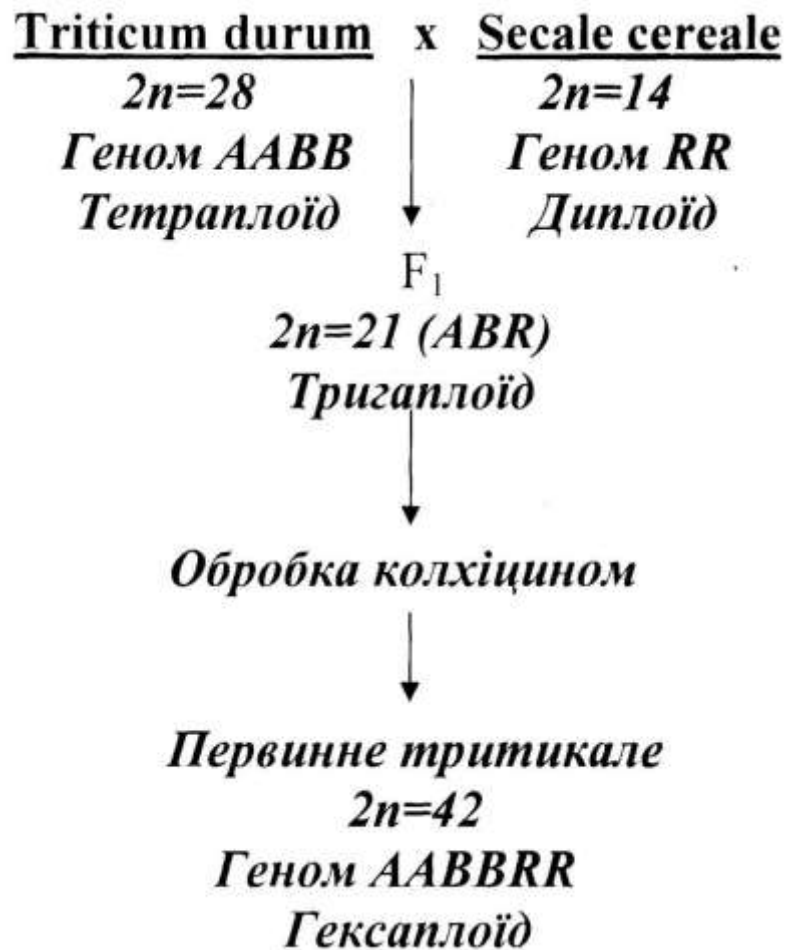 Triticum durum x Secale cereale
2n=28 2n=14
Геном AABB Геном RR
Тетраплоїд Диплоїд
F₁
2n=21 (ABR)
Тригаплоїд
Обробка колхіцином
Первинне тритикале
2n=42
Геном AABBRR
Гексаплоїд